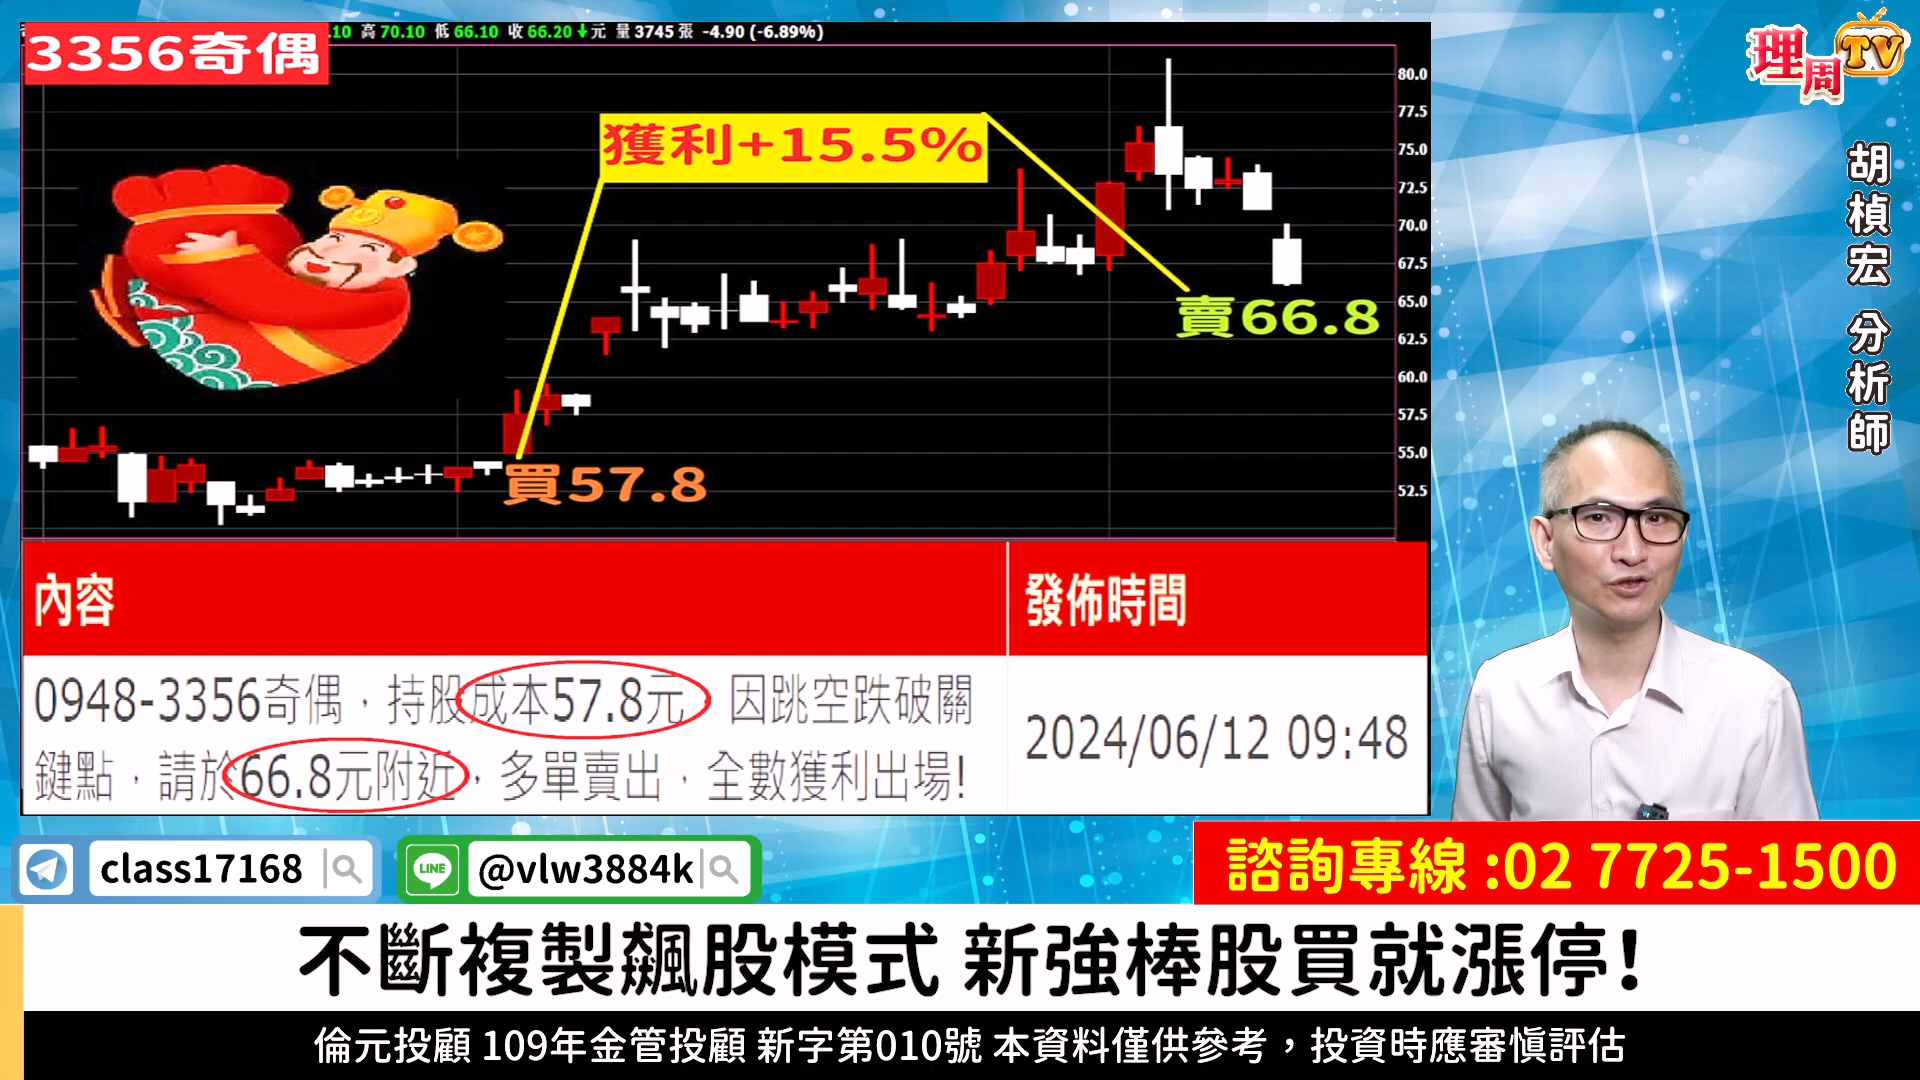 3356奇偶
.10 高 70.10 低 66.10 收 66.20↓元 量 3745 張 -4.90 (-6.89%)
理周TV
胡楨宏 分析師
獲利+15.5%
賣66.8
買57.8
80.0
77.5
75.0
72.5
70.0
67.5
65.0
62.5
60.0
57.5
55.0
52.5
內容
發佈時間
0948-3356奇偶，持股成本57.8元，因跳空跌破關
鍵點，請於66.8元附近，多單賣出，全數獲利出場!
2024/06/12 09:48
class17168
LINE
@vlw3884k
諮詢專線 :02 7725-1500
不斷複製飆股模式 新強棒股買就漲停!
倫元投顧 109年金管投顧 新字第010號 本資料僅供參考，投資時應審慎評估